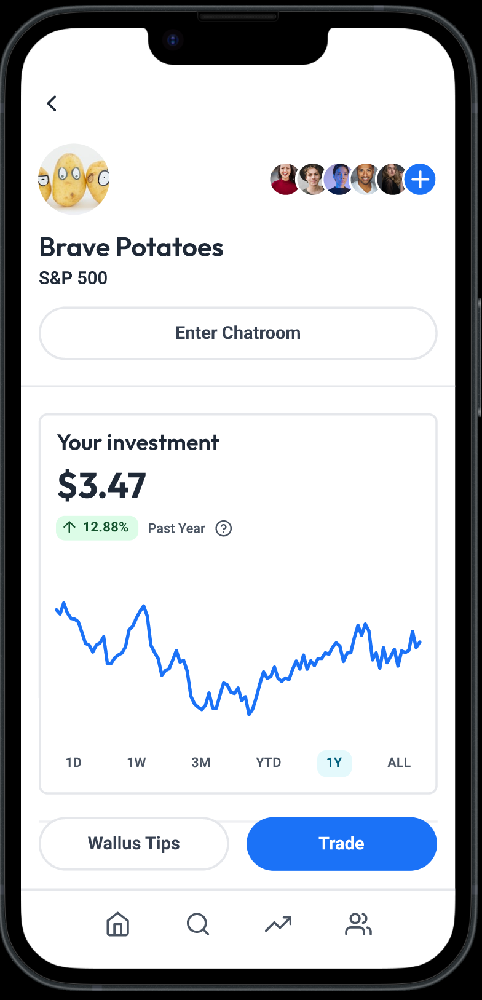 Brave Potatoes
S&P 500
Enter Chatroom
Your investment
$3.47
12.88% Past Year
1D 1W 3M YTD 1Y ALL
Wallus Tips Trade